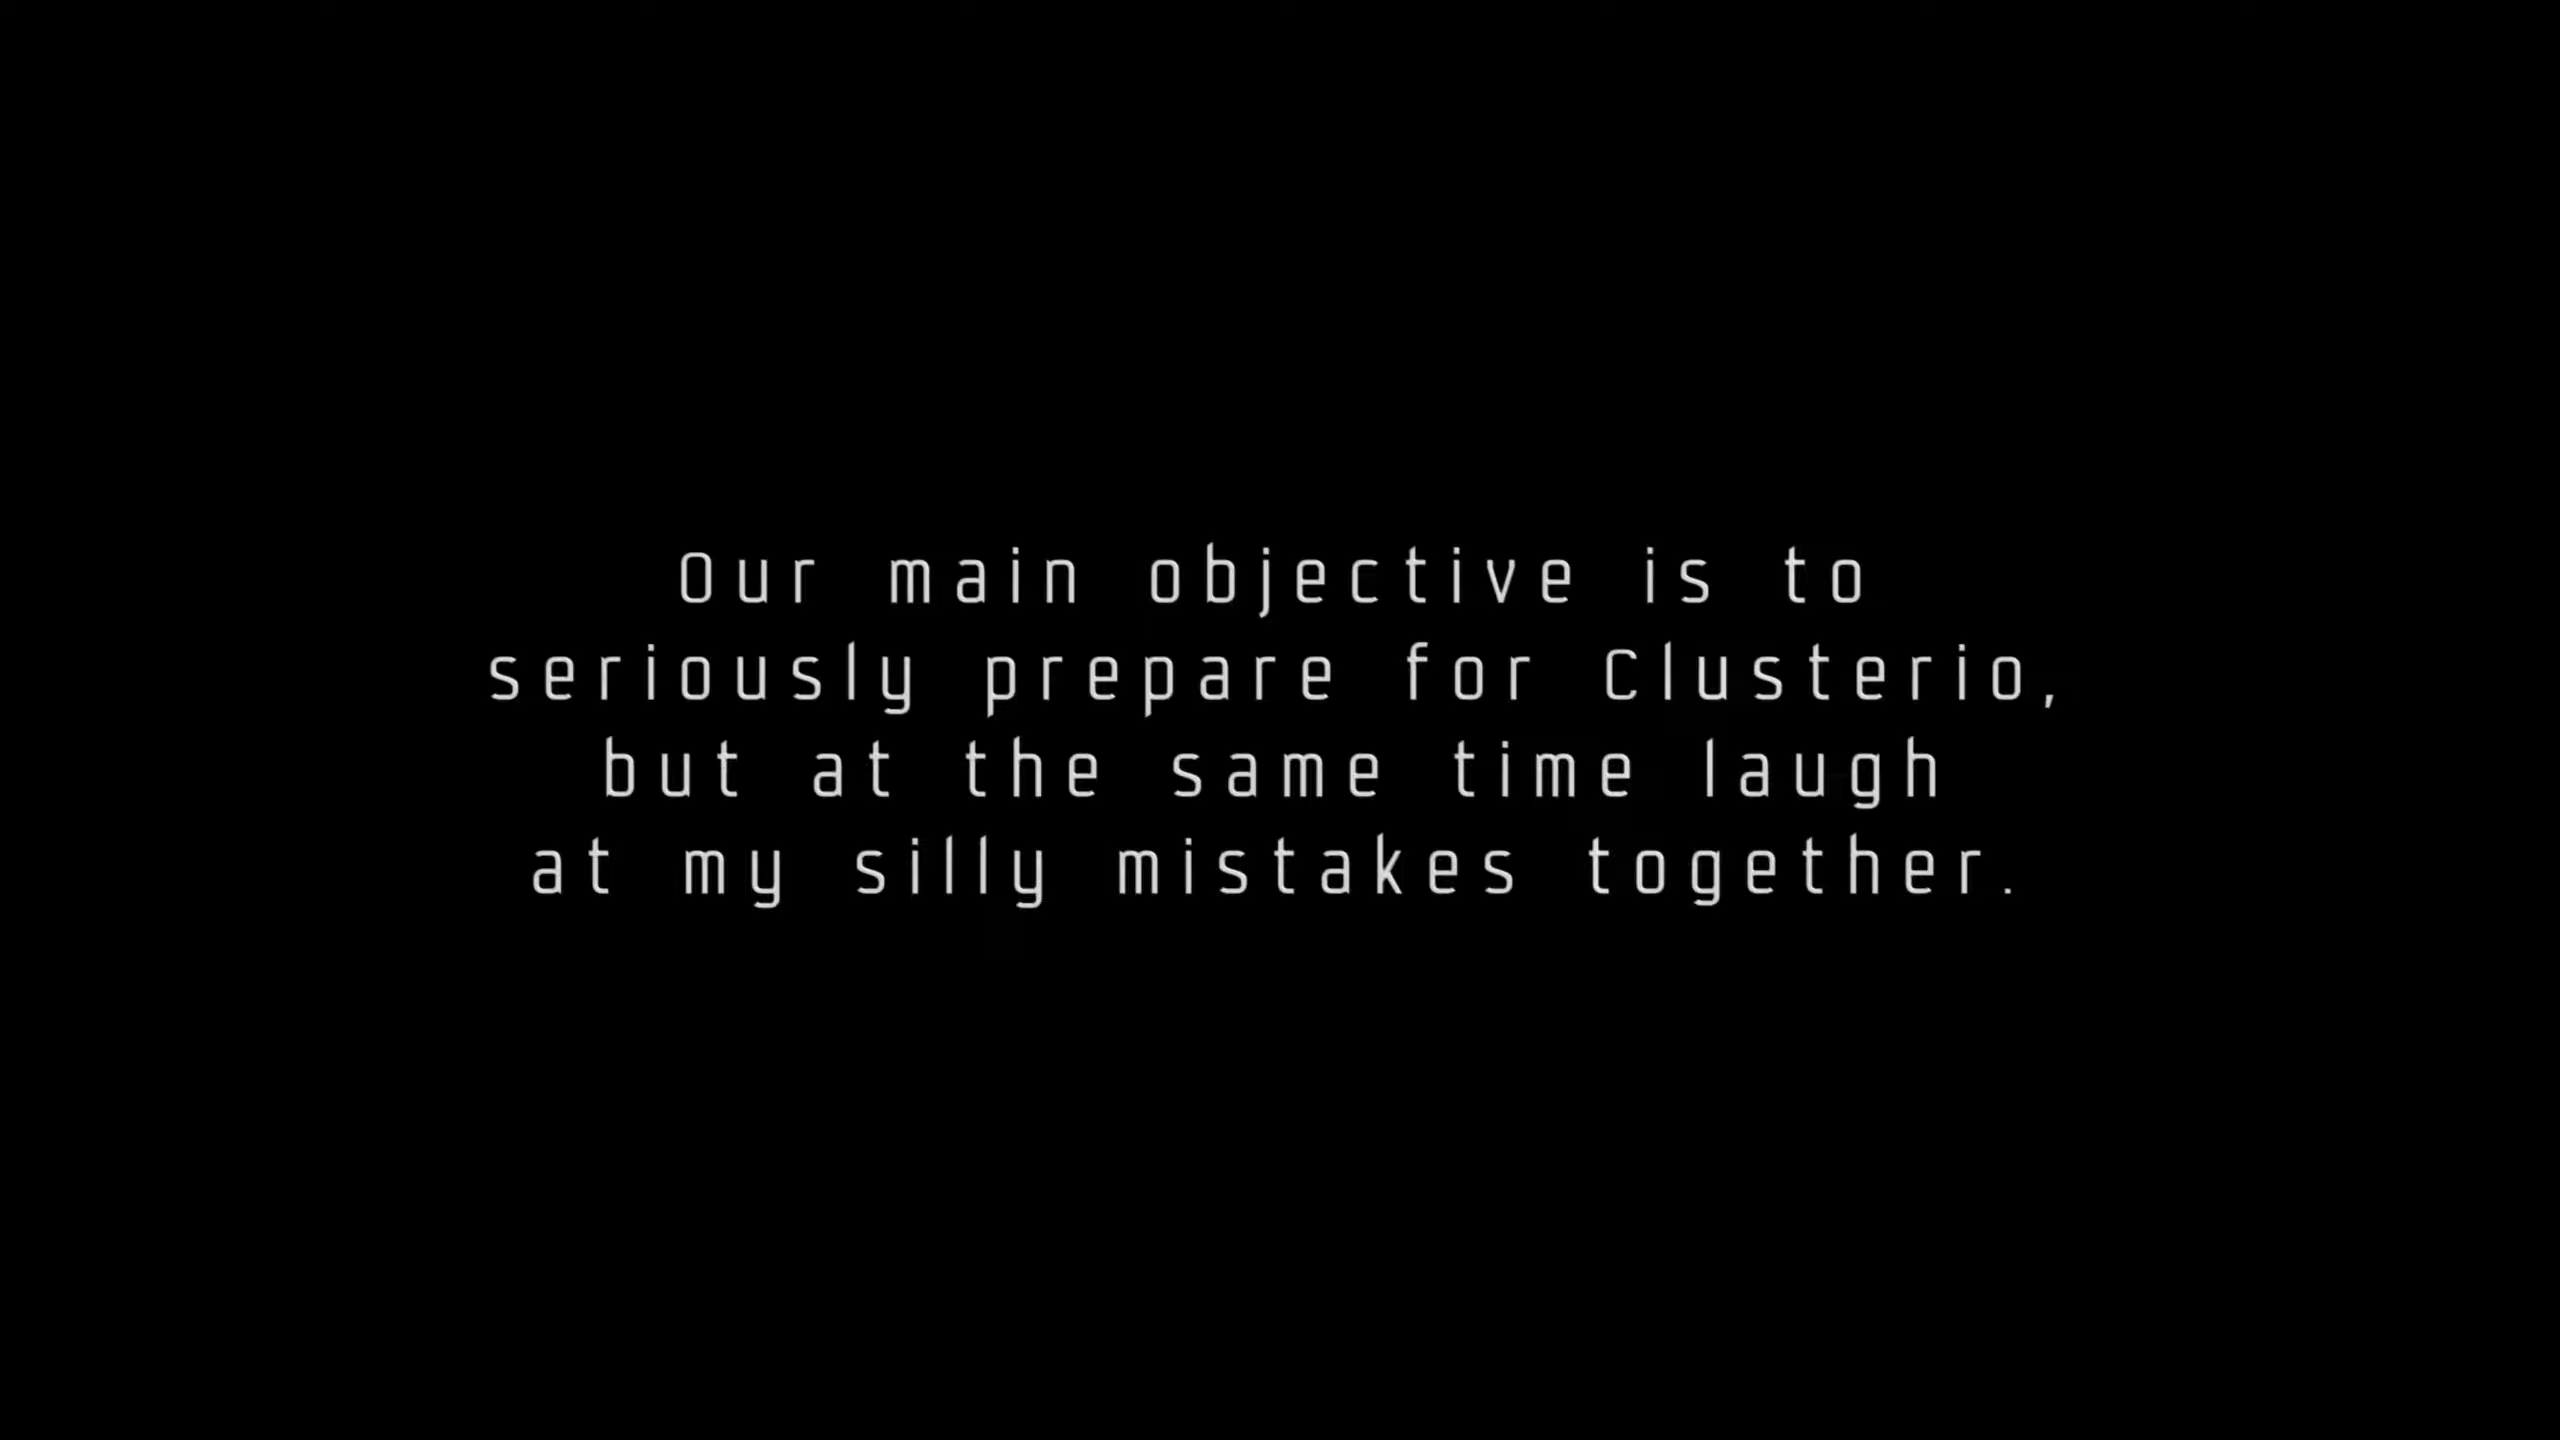 Our main objective is to
seriously prepare for Clusterio,
but at the same time laugh
at my silly mistakes together.